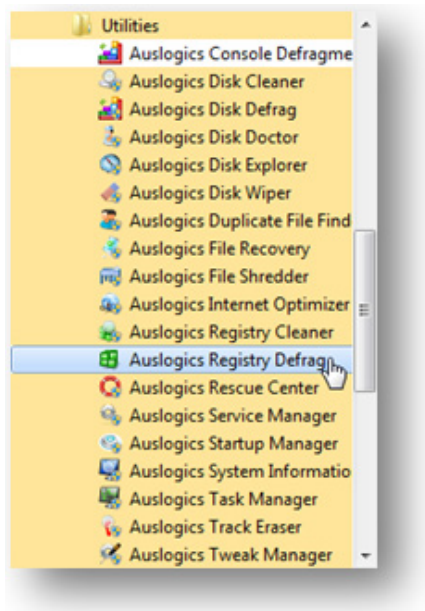 Utilities
Auslogics Console Defragme
Auslogics Disk Cleaner
Auslogics Disk Defrag
Auslogics Disk Doctor
Auslogics Disk Explorer
Auslogics Disk Wiper
Auslogics Duplicate File Find
Auslogics File Recovery
Auslogics File Shredder
Auslogics Internet Optimizer
Auslogics Registry Cleaner
Auslogics Registry Defrag
Auslogics Rescue Center
Auslogics Service Manager
Auslogics Startup Manager
Auslogics System Informatio
Auslogics Task Manager
Auslogics Track Eraser
Auslogics Tweak Manager